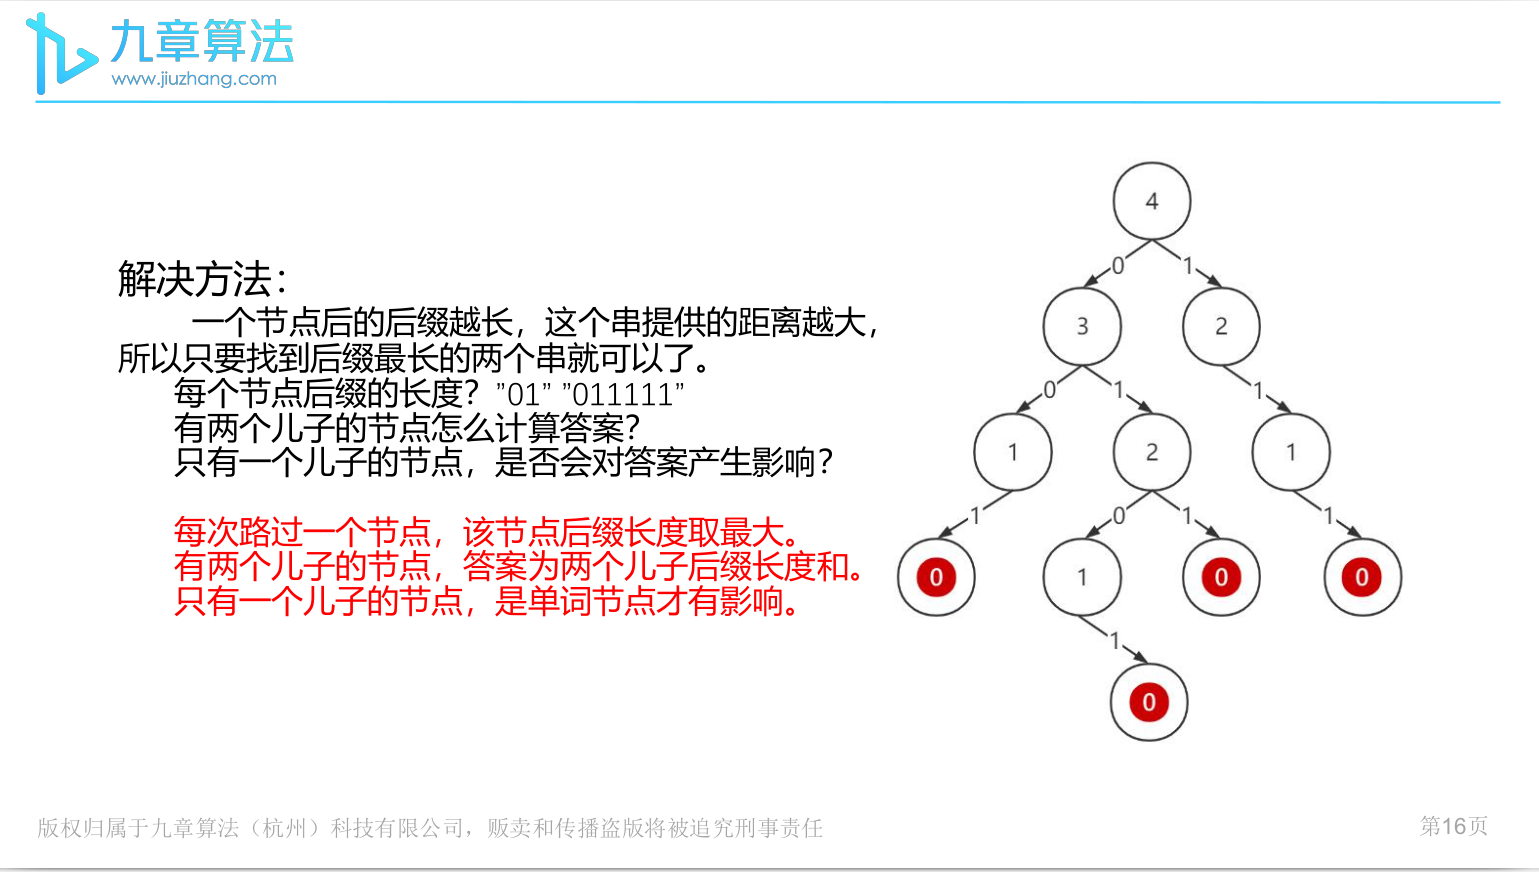 九章算法
www.jiuzhang.com
解决方法：
一个节点后的后缀越长，这个串提供的距离越大，
所以只要找到后缀最长的两个串就可以了。
每个节点后缀的长度？”01” ”011111”
有两个儿子的节点怎么计算答案？
只有一个儿子的节点，是否会对答案产生影响？
每次路过一个节点，该节点后缀长度取最大。
有两个儿子的节点，答案为两个儿子后缀长度和。
只有一个儿子的节点，是单词节点才有影响。
4
0 1
3 2
0 1 1
1 2 1
1 0 1 1
0 1 0 0
1
0
版权归属于九章算法（杭州）科技有限公司，贩卖和传播盗版将被追究刑事责任
第16页